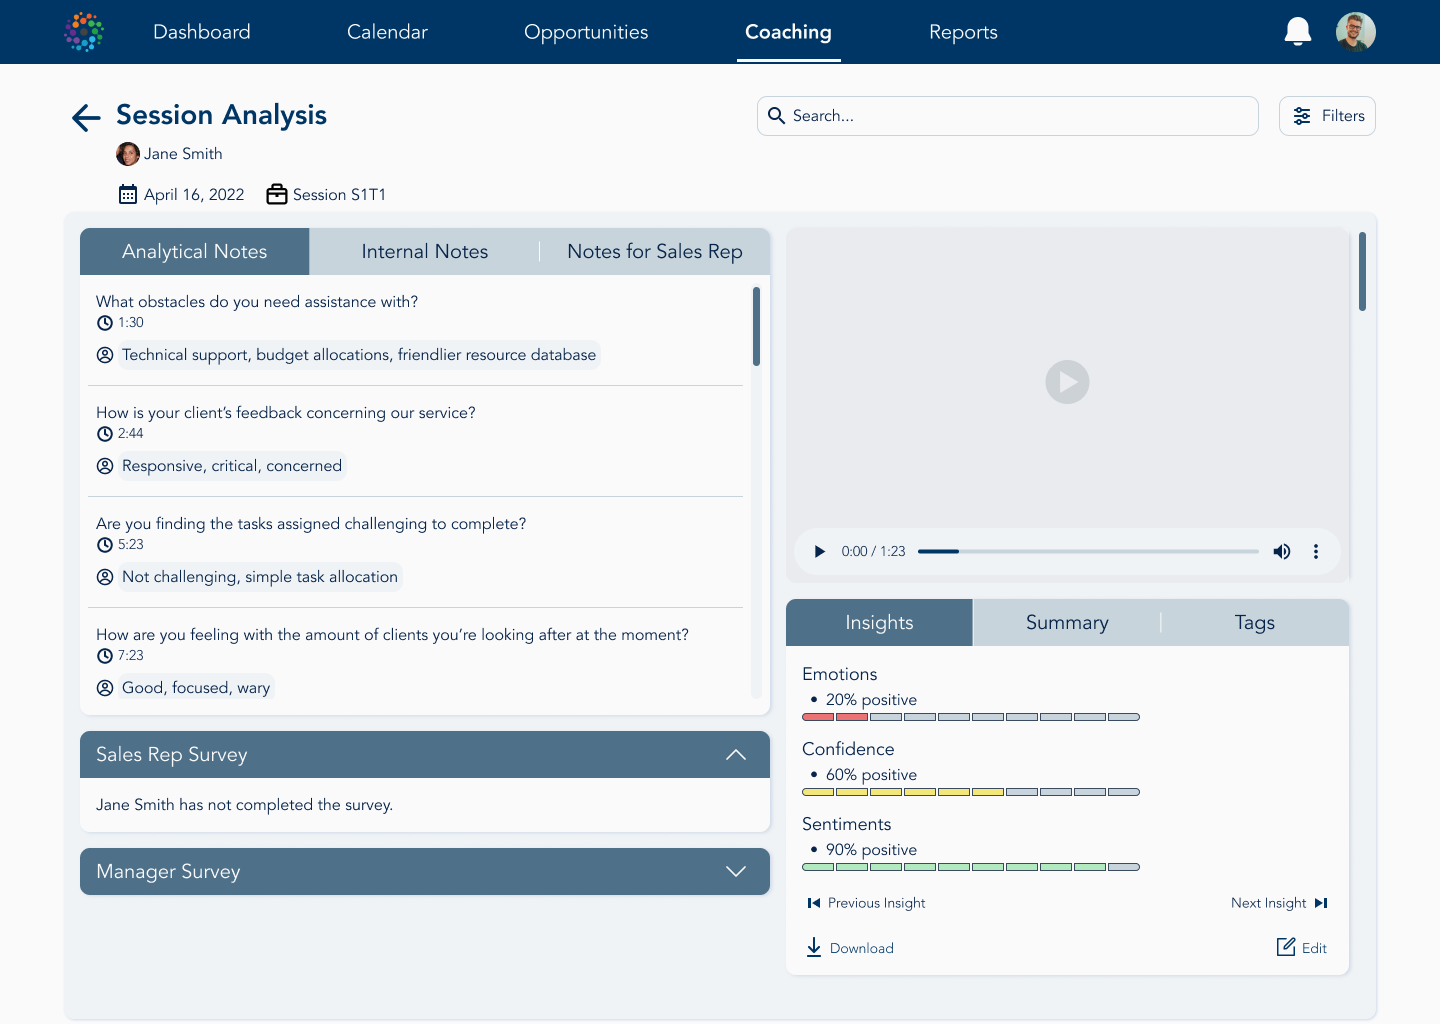 Dashboard
Calendar
Opportunities
Coaching
Reports
Session Analysis
Search...
Filters
Jane Smith
April 16, 2022
Session S1T1
Analytical Notes
Internal Notes
Notes for Sales Rep
What obstacles do you need assistance with?
1:30
Technical support, budget allocations, friendlier resource database
How is your client’s feedback concerning our service?
2:44
Responsive, critical, concerned
Are you finding the tasks assigned challenging to complete?
5:23
Not challenging, simple task allocation
How are you feeling with the amount of clients you’re looking after at the moment?
7:23
Good, focused, wary
Sales Rep Survey
Jane Smith has not completed the survey.
Manager Survey
0:00 / 1:23
Insights
Summary
Tags
Emotions
• 20% positive
Confidence
• 60% positive
Sentiments
• 90% positive
Previous Insight
Next Insight
Download
Edit